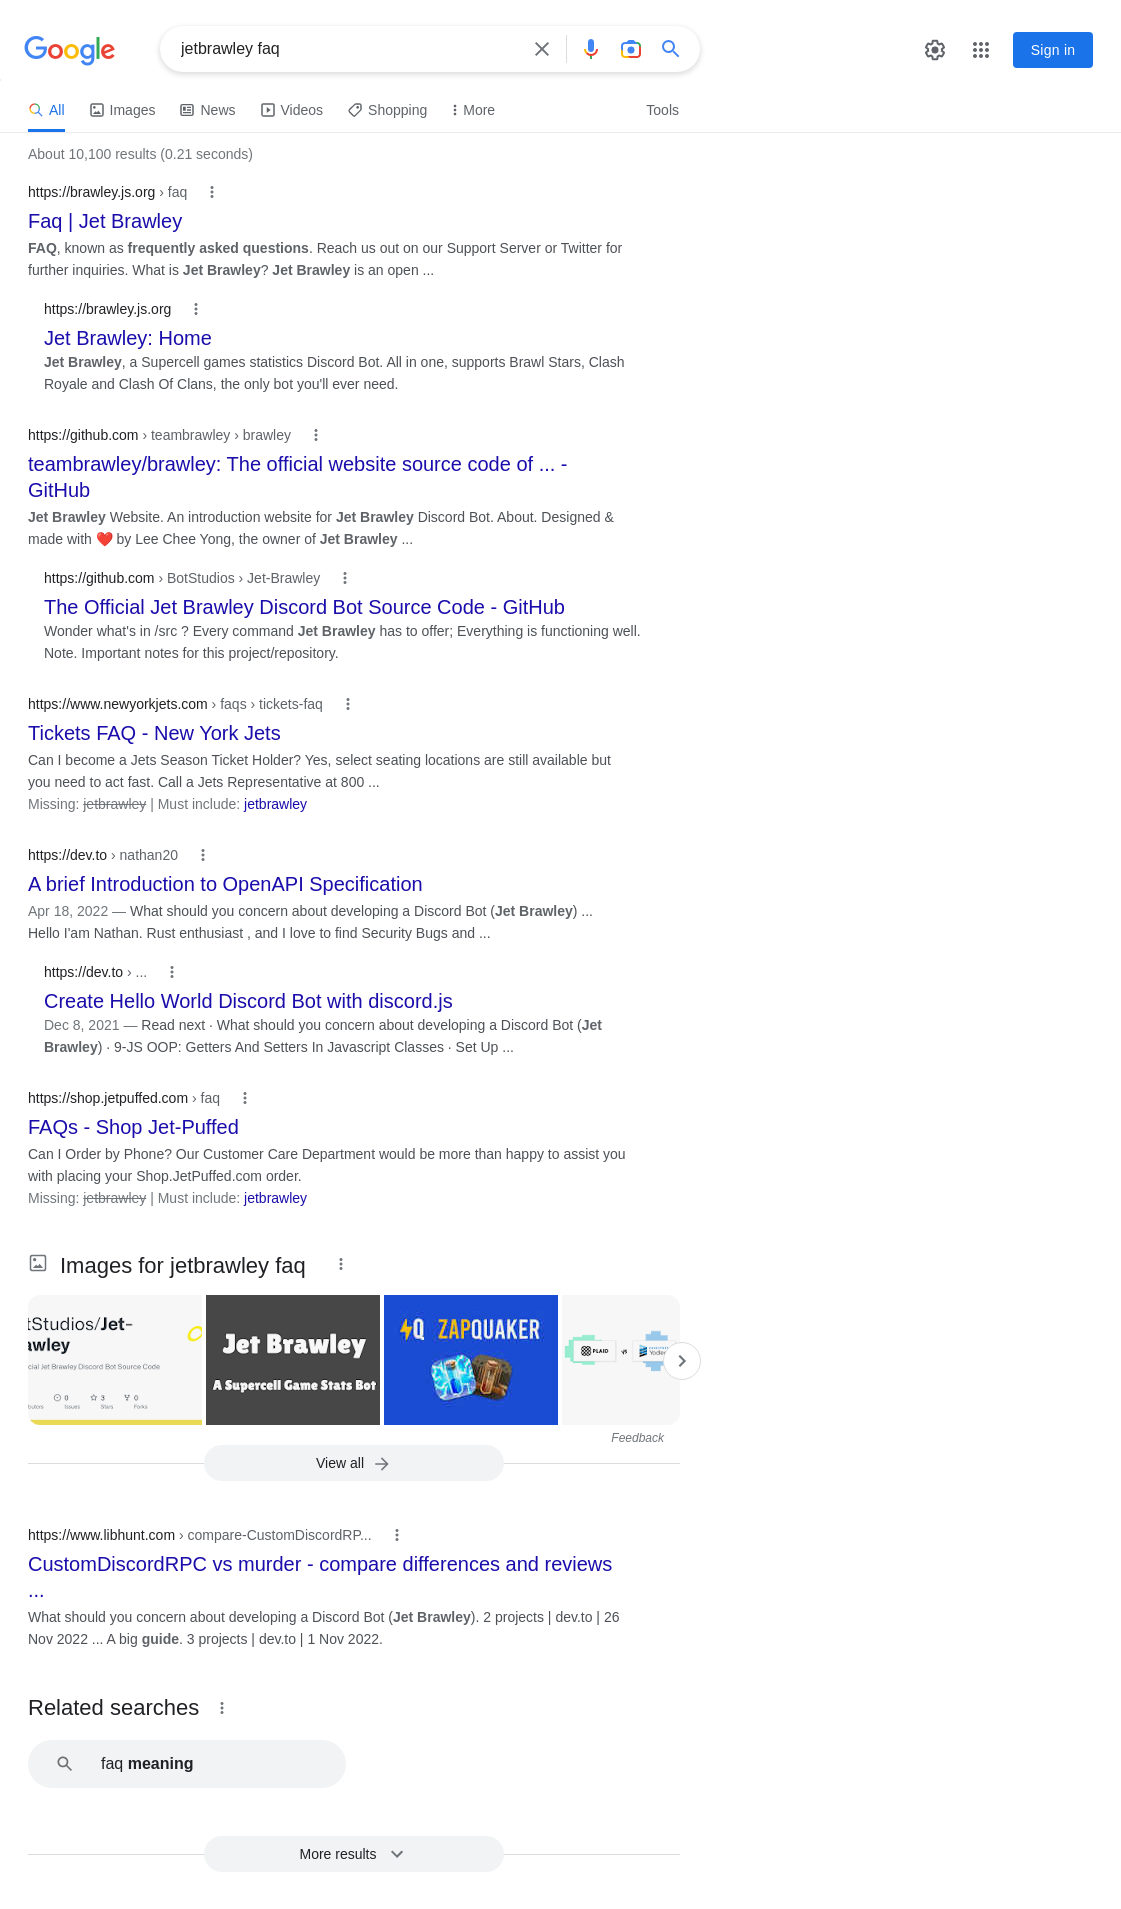 Google
jetbrawley faq
Sign in
All
Images
News
Videos
Shopping
More
Tools
About 10,100 results (0.21 seconds)
https://brawley.js.org › faq
Faq | Jet Brawley
FAQ, known as frequently asked questions. Reach us out on our Support Server or Twitter for
further inquiries. What is Jet Brawley? Jet Brawley is an open ...
https://brawley.js.org
Jet Brawley: Home
Jet Brawley, a Supercell games statistics Discord Bot. All in one, supports Brawl Stars, Clash
Royale and Clash Of Clans, the only bot you'll ever need.
https://github.com › teambrawley › brawley
teambrawley/brawley: The official website source code of ... -
GitHub
Jet Brawley Website. An introduction website for Jet Brawley Discord Bot. About. Designed &
made with ❤️ by Lee Chee Yong, the owner of Jet Brawley ...
https://github.com › BotStudios › Jet-Brawley
The Official Jet Brawley Discord Bot Source Code - GitHub
Wonder what's in /src ? Every command Jet Brawley has to offer; Everything is functioning well.
Note. Important notes for this project/repository.
https://www.newyorkjets.com › faqs › tickets-faq
Tickets FAQ - New York Jets
Can I become a Jets Season Ticket Holder? Yes, select seating locations are still available but
you need to act fast. Call a Jets Representative at 800 ...
Missing: jetbrawley | Must include: jetbrawley
https://dev.to › nathan20
A brief Introduction to OpenAPI Specification
Apr 18, 2022 — What should you concern about developing a Discord Bot (Jet Brawley) ...
Hello I'am Nathan. Rust enthusiast , and I love to find Security Bugs and ...
https://dev.to › ...
Create Hello World Discord Bot with discord.js
Dec 8, 2021 — Read next · What should you concern about developing a Discord Bot (Jet
Brawley) · 9-JS OOP: Getters And Setters In Javascript Classes · Set Up ...
https://shop.jetpuffed.com › faq
FAQs - Shop Jet-Puffed
Can I Order by Phone? Our Customer Care Department would be more than happy to assist you
with placing your Shop.JetPuffed.com order.
Missing: jetbrawley | Must include: jetbrawley
Images for jetbrawley faq
tStudios/Jet-
awley
cial Jet Brawley Discord Bot Source Code
0
3
0
butors
Issues
Stars
Forks
Jet Brawley
A Supercell Game Stats Bot
Q ZAPQUAKER
PLAID
VS
Yodlee
Feedback
View all
https://www.libhunt.com › compare-CustomDiscordRP...
CustomDiscordRPC vs murder - compare differences and reviews
...
What should you concern about developing a Discord Bot (Jet Brawley). 2 projects | dev.to | 26
Nov 2022 ... A big guide. 3 projects | dev.to | 1 Nov 2022.
Related searches
faq meaning
More results